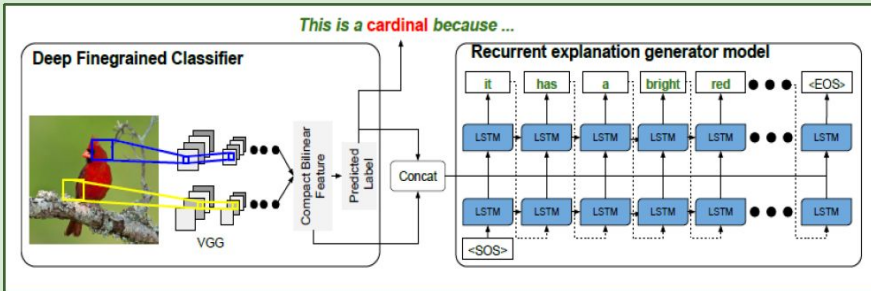 This is a cardinal because ...
Deep Finegrained Classifier
VGG
Compact Bilinear
Feature
Predicted
Label
Concat
Recurrent explanation generator model
it has a bright red <EOS>
LSTM LSTM LSTM LSTM LSTM LSTM
LSTM LSTM LSTM LSTM LSTM LSTM
<SOS>